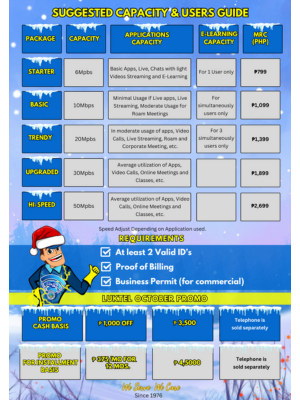 SUGGESTED CAPACITY & USERS GUIDE
PACKAGE
CAPACITY
APPLICATIONS
CAPACITY
E-LEARNING
CAPACITY
MRC
(PHP)
STARTER
6Mpbs
Basic Apps, Live, Chats with light
Videos Streaming and E-Learning
For 1 User only
₱799
BASIC
10Mbps
Minimal Usage if Live apps, Live
Streaming, Moderate Usage for
Roam Meetings
For
simultaneously
users only
₱1,099
TRENDY
20Mbps
In moderate usage of apps, Video
Calls, Live Streaming, Roam and
Corporate Meeting, etc.
For 3
simultaneously
users only
₱1,399
UPGRADED
30Mbps
Average utilization of Apps,
Video Calls, Online Meetings and
Classes, etc.
₱1,899
HI-SPEED
50Mbps
Average utilization of Apps, Video
Calls, Online Meetings and
Classes, etc.
₱2,699
Speed Adjust Depending on Application used.
REQUIREMENTS
At least 2 Valid ID's
Proof of Billing
Business Permit (for commercial)
LUKTEL OCTOBER PROMO
PROMO
CASH BASIS
₱ 1,000 OFF
₱ 3,500
Telephone is
sold separately
PROMO
FOR INSTALLMENT
BASIS
₱ 375/MO FOR
12 MOS.
₱ 4,5000
Telephone is
sold separately
We Serve We Care
Since 1976